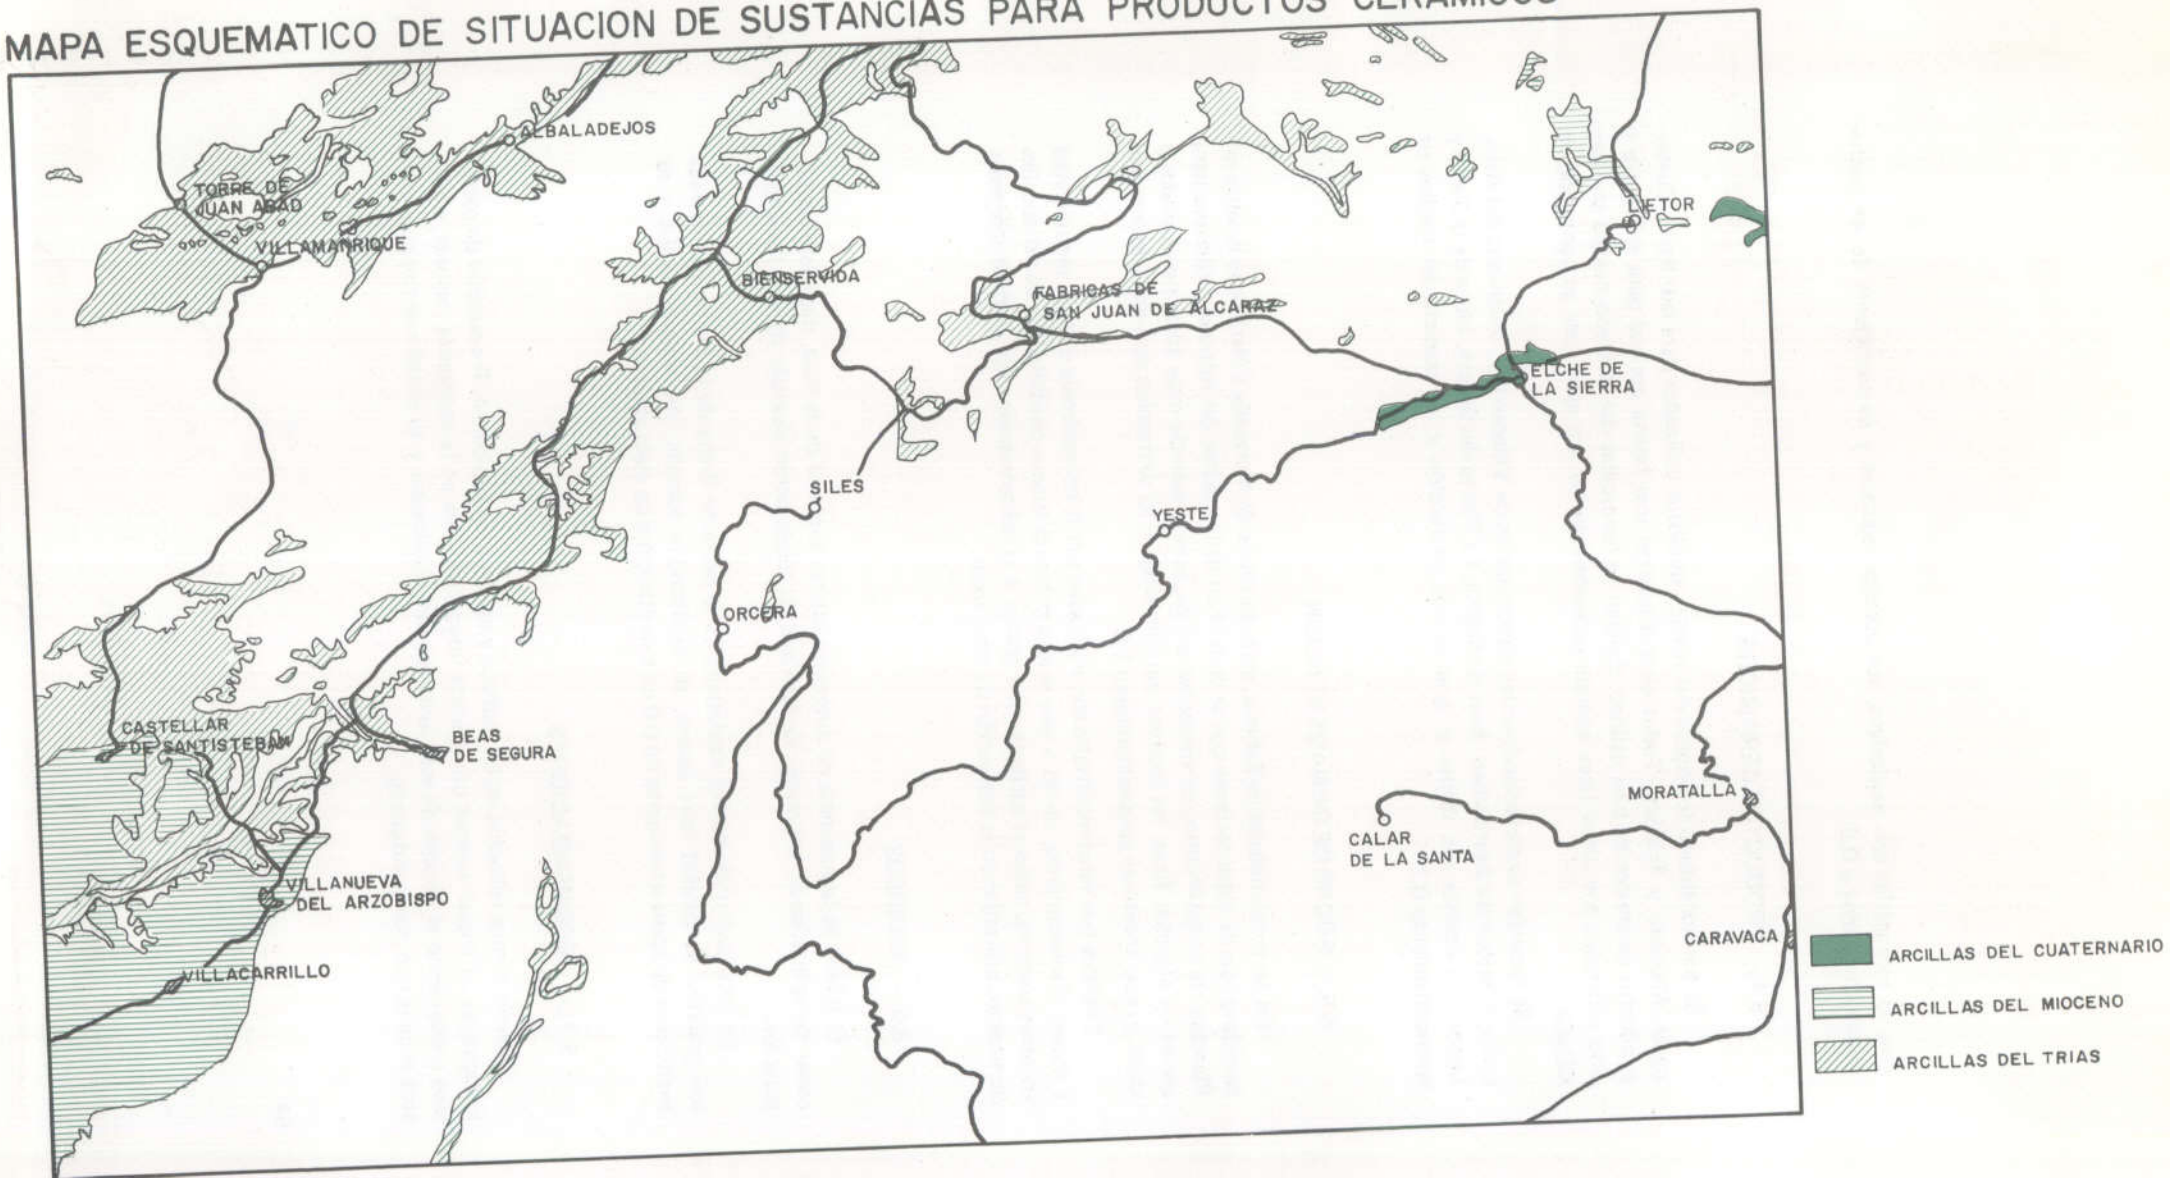 MAPA ESQUEMATICO DE SITUACION DE SUSTANCIAS PARA PRODUCTOS CERAMICOS
ALBALADEJOS
TORRE DE
JUAN ABAD
VILLAMANRIQUE
LIETOR
BIENSERVIDA
FABRICAS DE
SAN JUAN DE ALCARAZ
ELCHE DE
LA SIERRA
SILES
YESTE
ORCERA
CASTELLAR
DE SANTISTEBAN
BEAS
DE SEGURA
MORATALLA
CALAR
DE LA SANTA
VILLANUEVA
DEL ARZOBISPO
CARAVACA
VILLACARRILLO
ARCILLAS DEL CUATERNARIO
ARCILLAS DEL MIOCENO
ARCILLAS DEL TRIAS